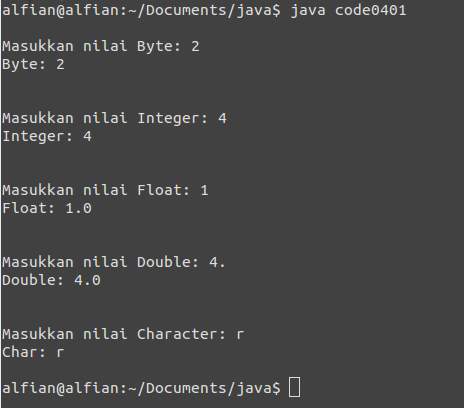 alfian@alfian:~/Documents/java$ java code0401
Masukkan nilai Byte: 2
Byte: 2
Masukkan nilai Integer: 4
Integer: 4
Masukkan nilai Float: 1
Float: 1.0
Masukkan nilai Double: 4.
Double: 4.0
Masukkan nilai Character: r
Char: r
alfian@alfian:~/Documents/java$